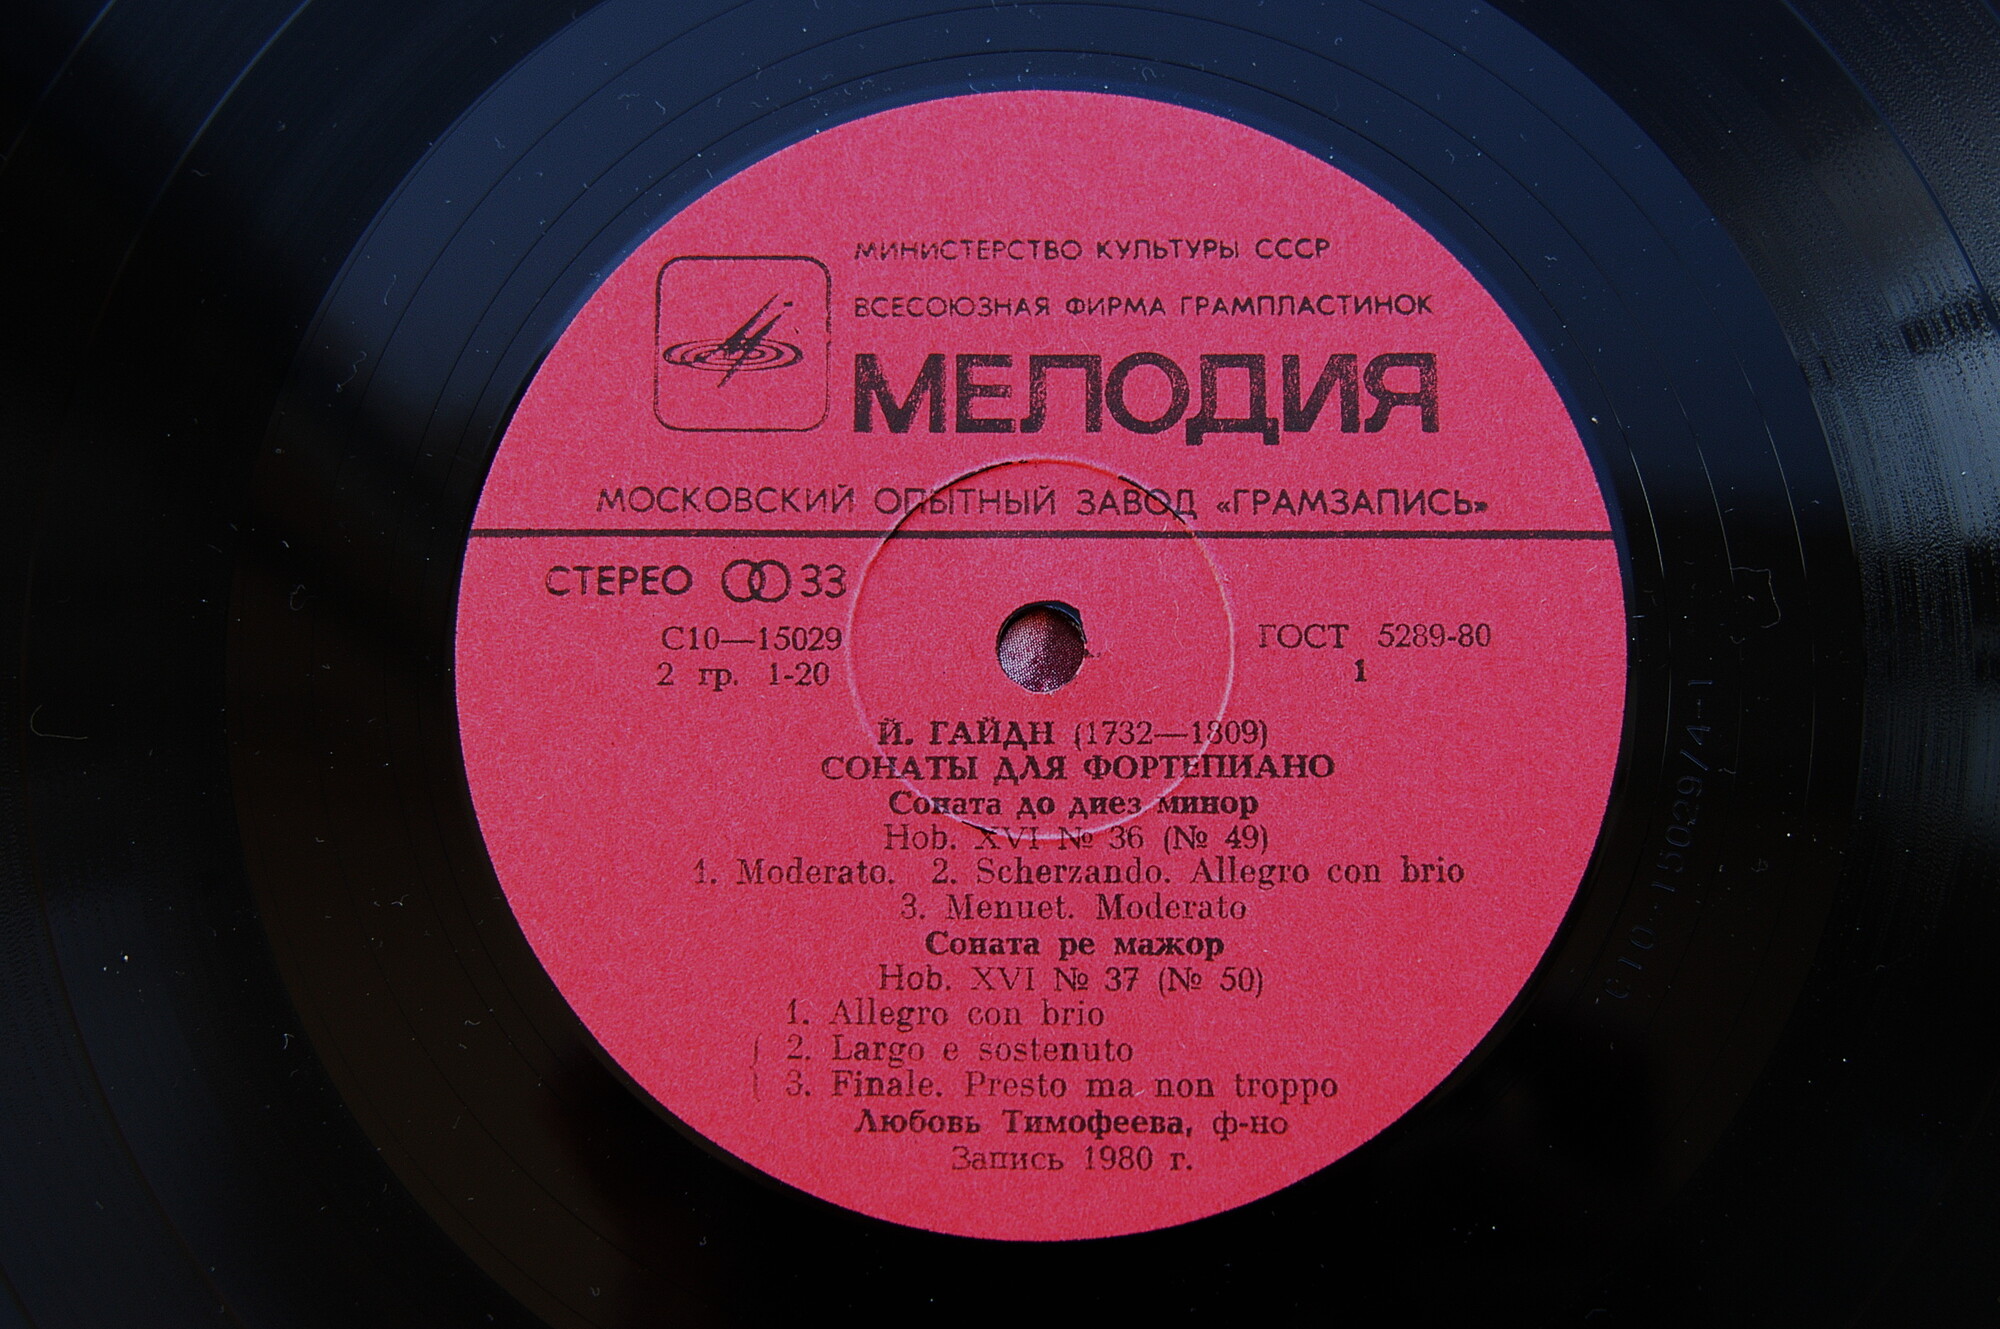 МИНИСТЕРСТВО КУЛЬТУРЫ СССР
ВСЕСОЮЗНАЯ ФИРМА ГРАМПЛАСТИНОК
МЕЛОДИЯ
МОСКОВСКИЙ ОПЫТНЫЙ ЗАВОД «ГРАМЗАПИСЬ»
СТЕРЕО 33
С10—15029
2 гр. 1-20
ГОСТ 5289-80
1
Й. ГАЙДН (1732—1809)
СОНАТЫ ДЛЯ ФОРТЕПИАНО
Соната до диез минор
Hob. XVI № 36 (№ 49)
1. Moderato. 2. Scherzando. Allegro con brio
3. Menuet. Moderato
Соната ре мажор
Hob. XVI № 37 (№ 50)
1. Allegro con brio
2. Largo e sostenuto
3. Finale. Presto ma non troppo
Любовь Тимофеева, ф-но
Запись 1980 г.
С10 15029/4-1